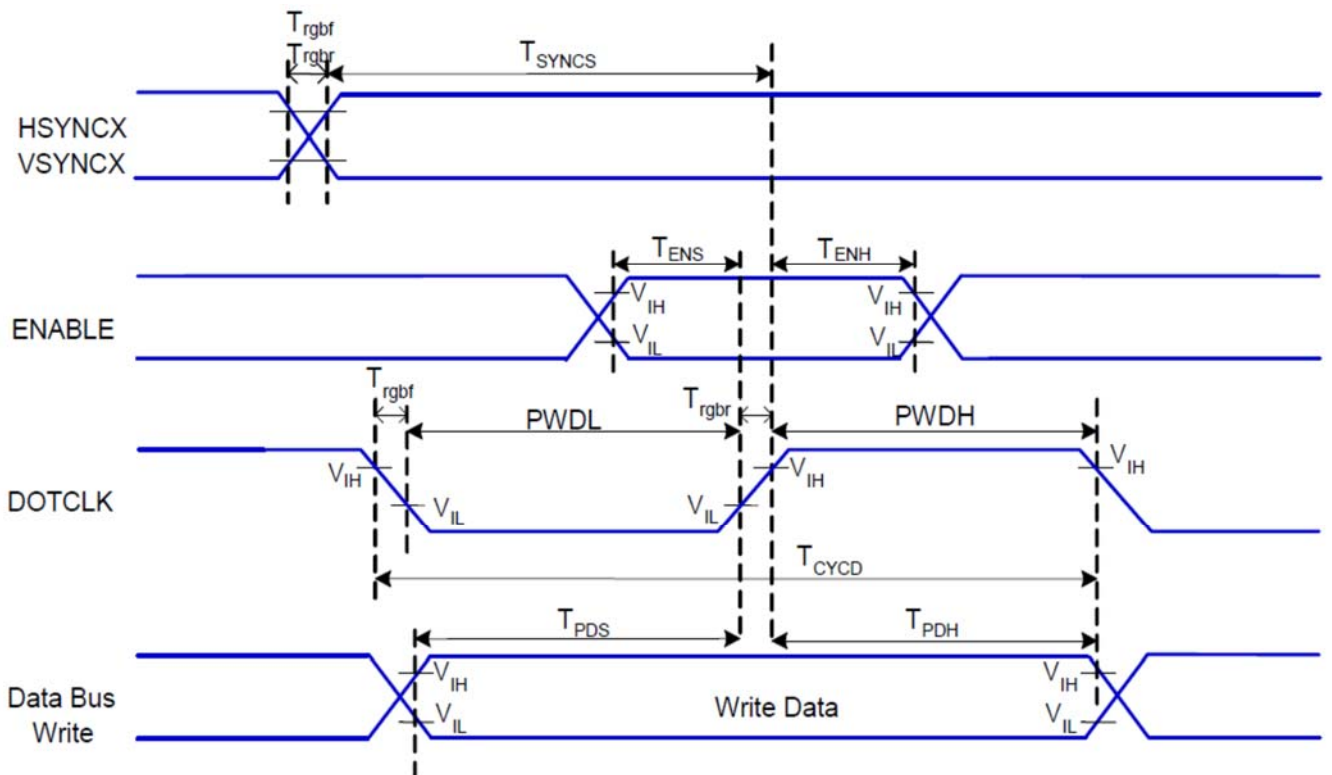 Trgbf
Trgbr
TSYNCS
HSYNCX
VSYNCX
TENS
TENH
VIH
VIH
ENABLE
VIL
VIL
Trgbf
PWDL
Trgbr
PWDH
VIH
VIH
VIH
DOTCLK
VIL
VIL
TCYCD
TPDS
TPDH
VIH
VIH
Data Bus
Write
Write Data
VIL
VIL